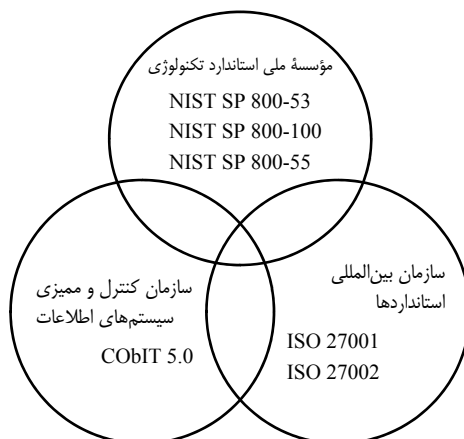 مؤسسهٔ ملی استاندارد تکنولوژی
NIST SP 800-53
NIST SP 800-100
NIST SP 800-55
سازمان بین‌المللی
استانداردها
ISO 27001
ISO 27002
سازمان کنترل و ممیزی
سیستم‌های اطلاعات
CObIT 5.0